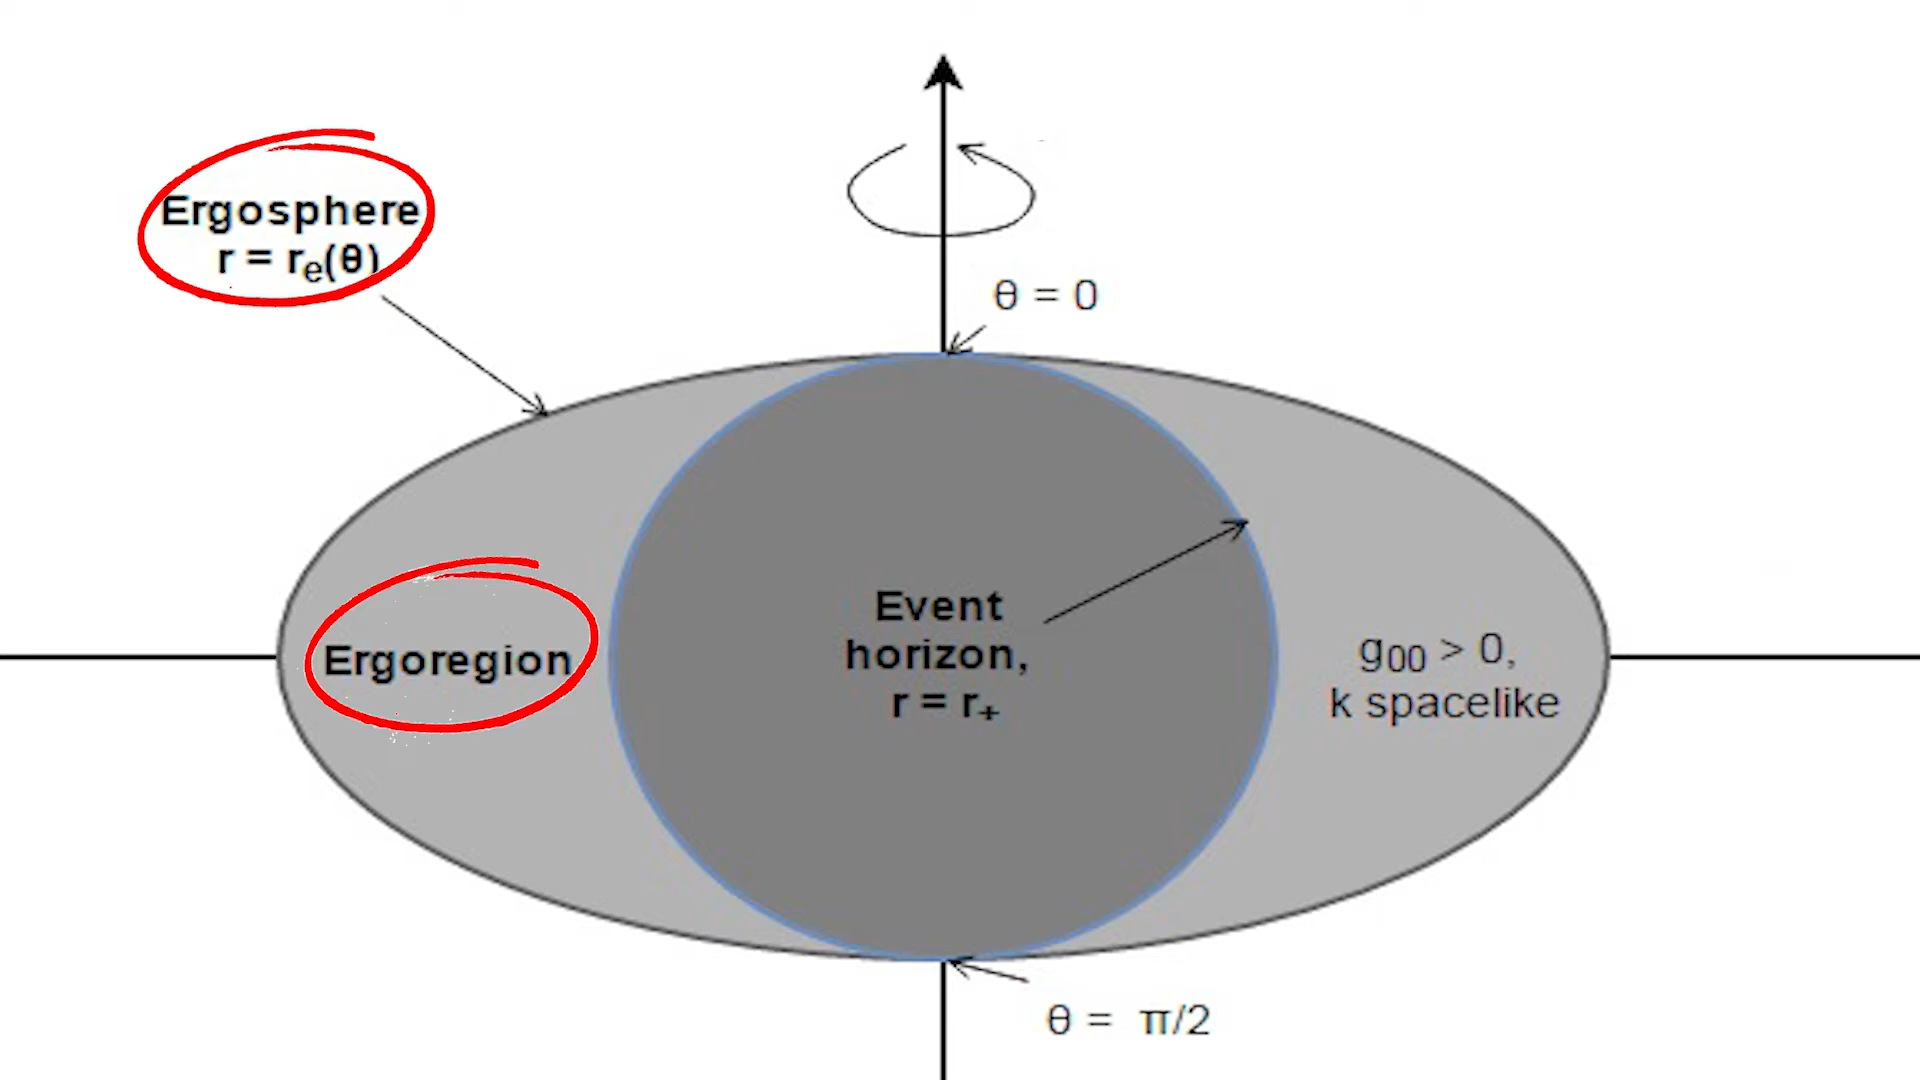 Ergosphere
r = rₑ(θ)
θ = 0
Ergoregion
Event
horizon,
r = r₊
g₀₀ > 0,
k spacelike
θ = π/2